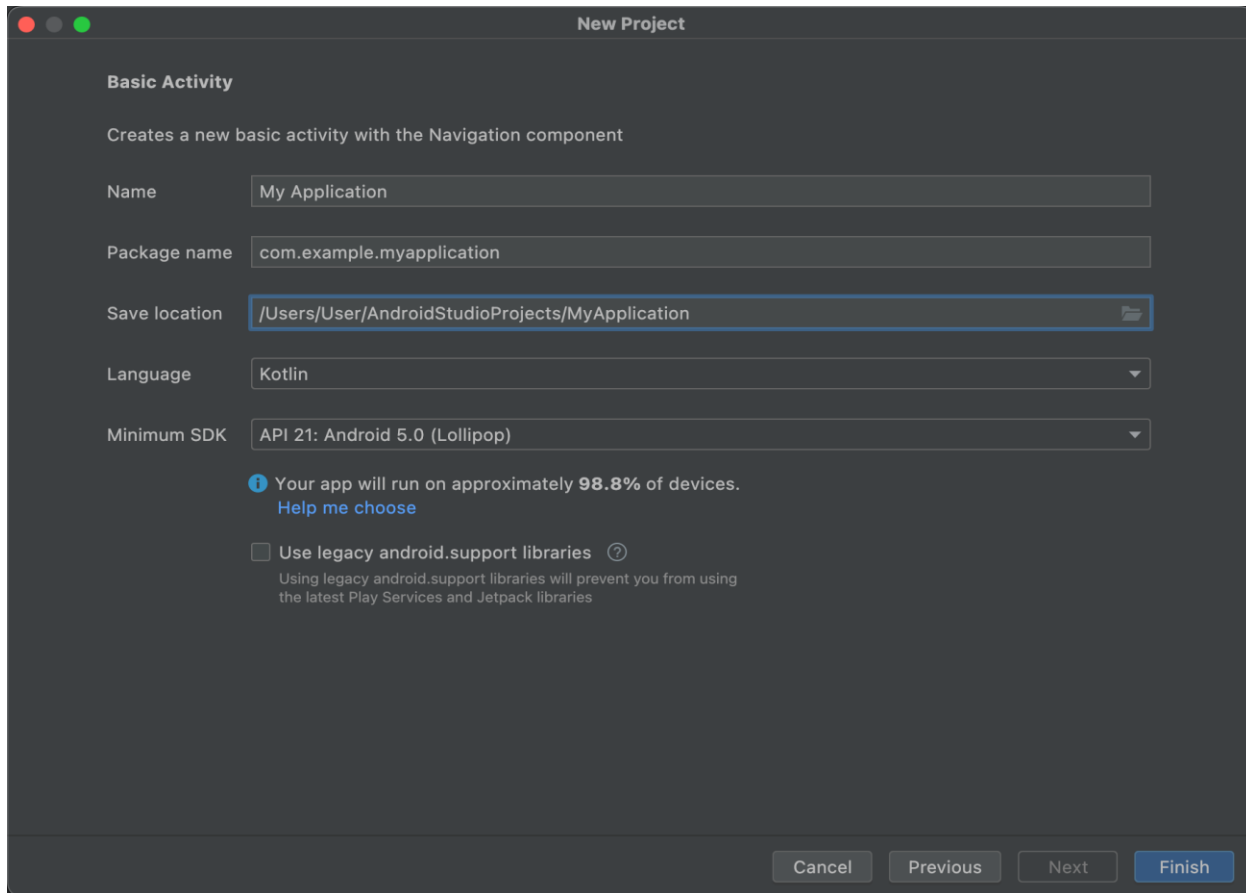 New Project
Basic Activity
Creates a new basic activity with the Navigation component
Name
My Application
Package name
com.example.myapplication
Save location
/Users/User/AndroidStudioProjects/MyApplication
Language
Kotlin
Minimum SDK
API 21: Android 5.0 (Lollipop)
i Your app will run on approximately 98.8% of devices.
Help me choose
Use legacy android.support libraries ?
Using legacy android.support libraries will prevent you from using
the latest Play Services and Jetpack libraries
Cancel
Previous
Next
Finish